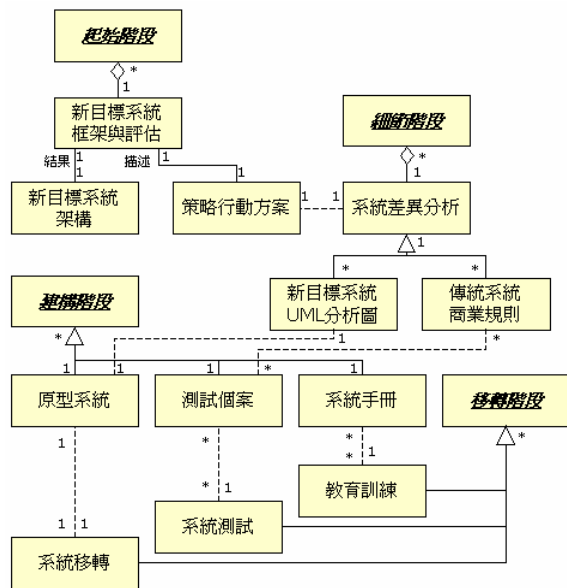 起始階段
*
1
新目標系統
框架與評估
結果 1 描述 1
1 1
新目標系統
架構
策略行動方案
1 1
細節階段
*
1
系統差異分析
1
* *
新目標系統
UML分析圖
1
傳統系統
商業規則
*
建構階段
*
1 1 1 * 1
原型系統
測試個案
系統手冊
移轉階段
*
1 * *
* 1
教育訓練
* 1
系統測試
1 1
系統移轉